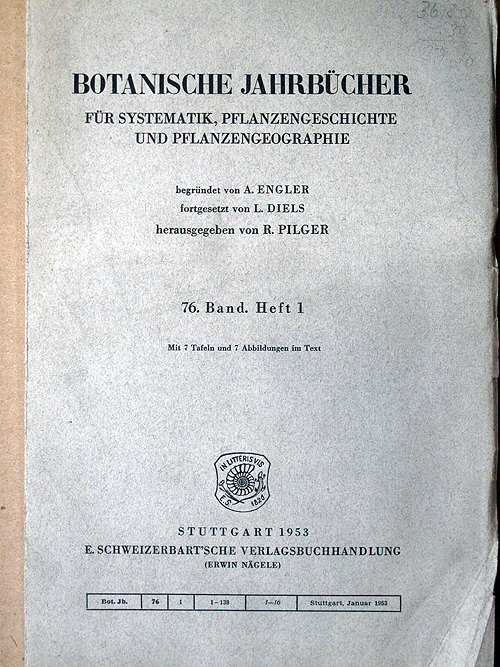 BOTANISCHE JAHRBÜCHER
FÜR SYSTEMATIK, PFLANZENGESCHICHTE
UND PFLANZENGEOGRAPHIE
begründet von A. ENGLER
fortgesetzt von L. DIELS
herausgegeben von R. PILGER
76. Band. Heft 1
Mit 7 Tafeln und 7 Abbildungen im Text
IN LITTERIS VIS
E. S. 1826
STUTTGART 1953
E. SCHWEIZERBART'SCHE VERLAGSBUCHHANDLUNG
(ERWIN NÄGELE)
Bot. Jb. 76 1 1—138 1—16 Stuttgart, Januar 1953